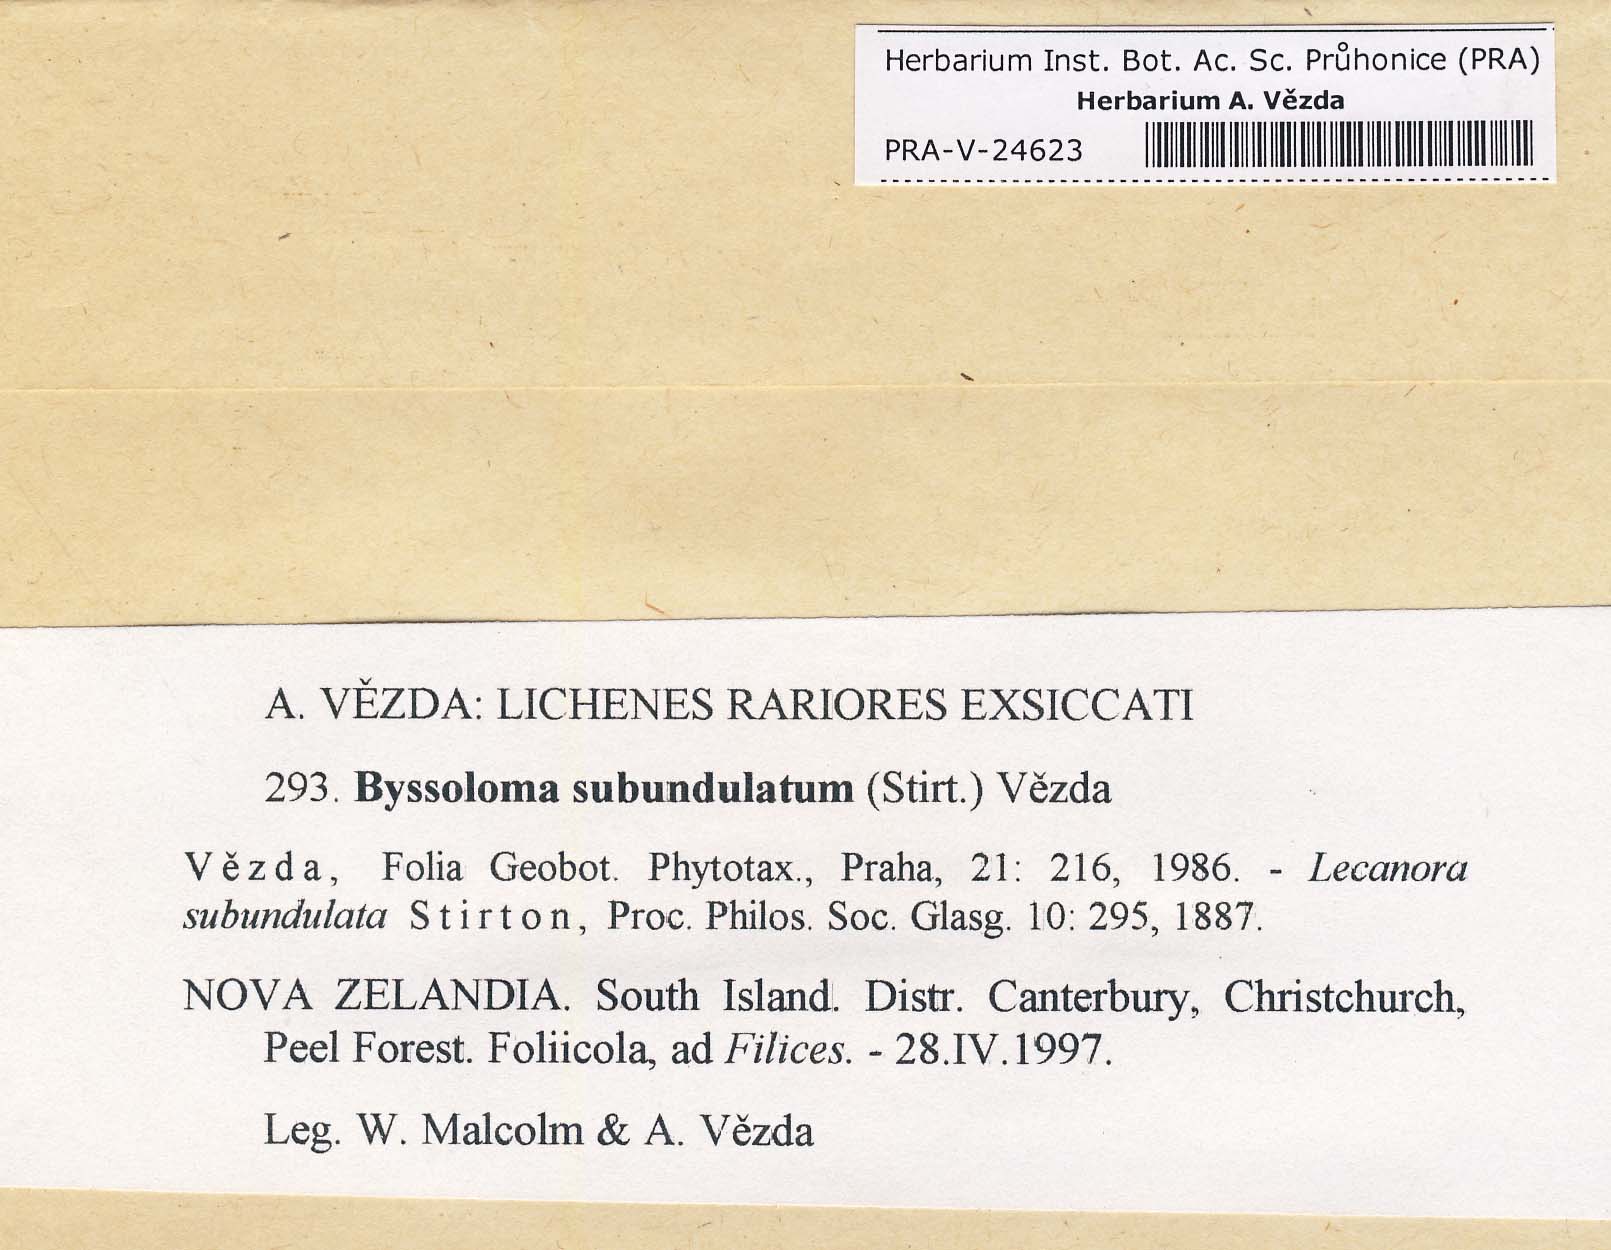 Herbarium Inst. Bot. Ac. Sc. Průhonice (PRA)
Herbarium A. Vězda
PRA-V-24623
A. VĚZDA: LICHENES RARIORES EXSICCATI
293. Byssoloma subundulatum (Stirt.) Vězda
Vězda, Folia Geobot. Phytotax., Praha, 21: 216, 1986. - Lecanora
subundulata Stirton, Proc. Philos. Soc. Glasg. 10: 295, 1887.
NOVA ZELANDIA. South Island. Distr. Canterbury, Christchurch,
Peel Forest. Foliicola, ad Filices. - 28.IV.1997.
Leg. W. Malcolm & A. Vězda